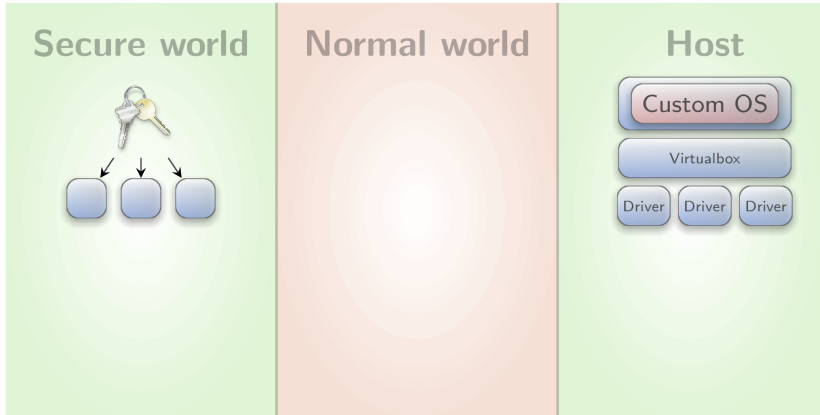 Secure world
Normal world
Host
Custom OS
Virtualbox
Driver Driver Driver